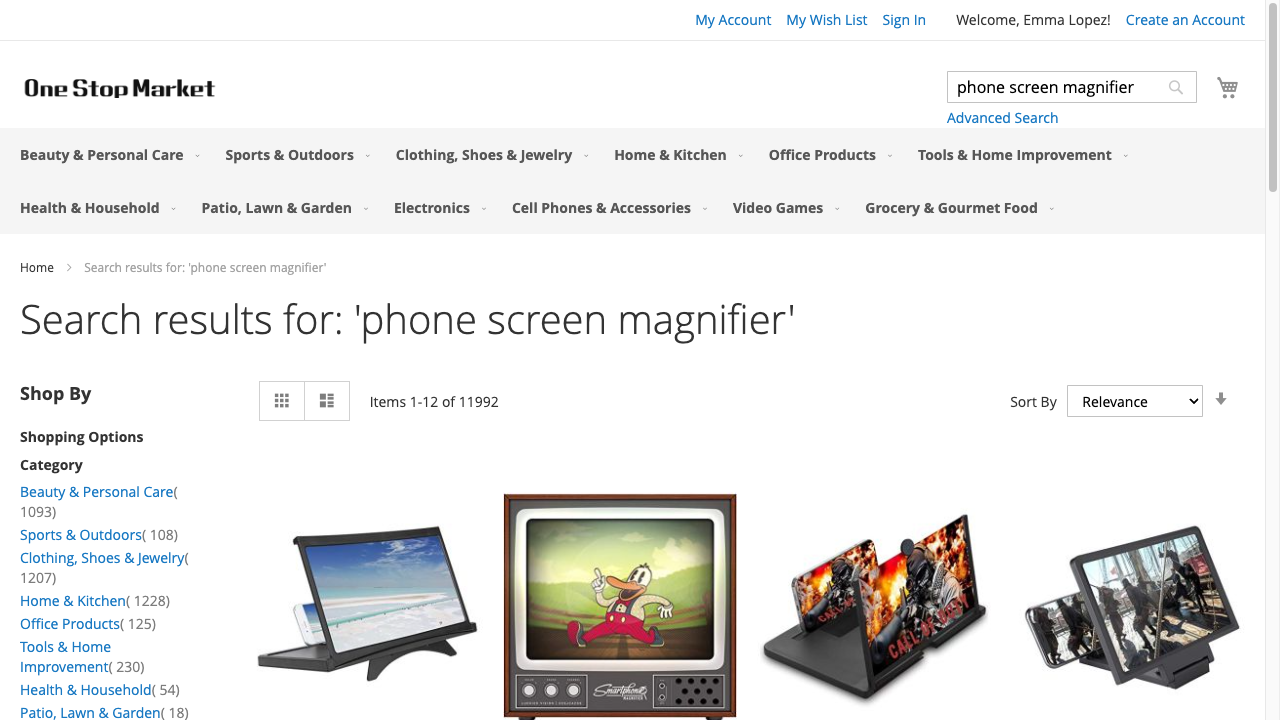 My Account My Wish List Sign In Welcome, Emma Lopez! Create an Account
One Stop Market
phone screen magnifier
Advanced Search
Beauty & Personal Care Sports & Outdoors Clothing, Shoes & Jewelry Home & Kitchen Office Products Tools & Home Improvement
Health & Household Patio, Lawn & Garden Electronics Cell Phones & Accessories Video Games Grocery & Gourmet Food
Home Search results for: 'phone screen magnifier'
Search results for: 'phone screen magnifier'
Shop By
Items 1-12 of 11992
Sort By Relevance
Shopping Options
Category
Beauty & Personal Care( 1093)
Sports & Outdoors( 108)
Clothing, Shoes & Jewelry( 1207)
Home & Kitchen( 1228)
Office Products( 125)
Tools & Home
Improvement( 230)
Health & Household( 54)
Patio, Lawn & Garden( 18)
Smartphone
MAGNIFIER
CALL OF DUTY